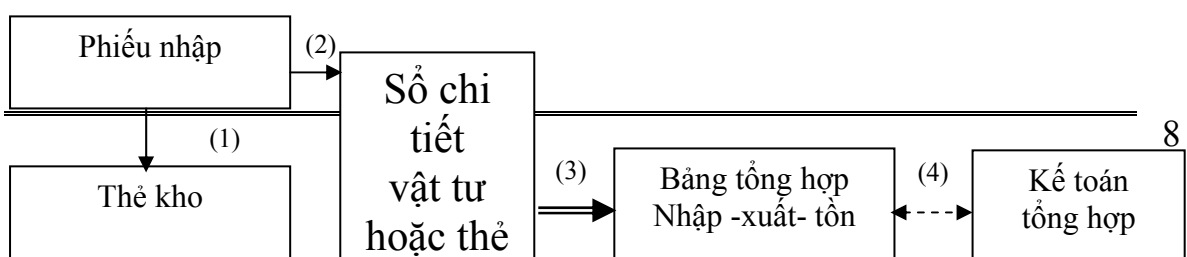 Phiếu nhập
(2)
Sổ chi
tiết
vật tư
hoặc thẻ
(1)
8
Thẻ kho
(3)
Bảng tổng hợp
Nhập -xuất- tồn
(4)
Kế toán
tổng hợp